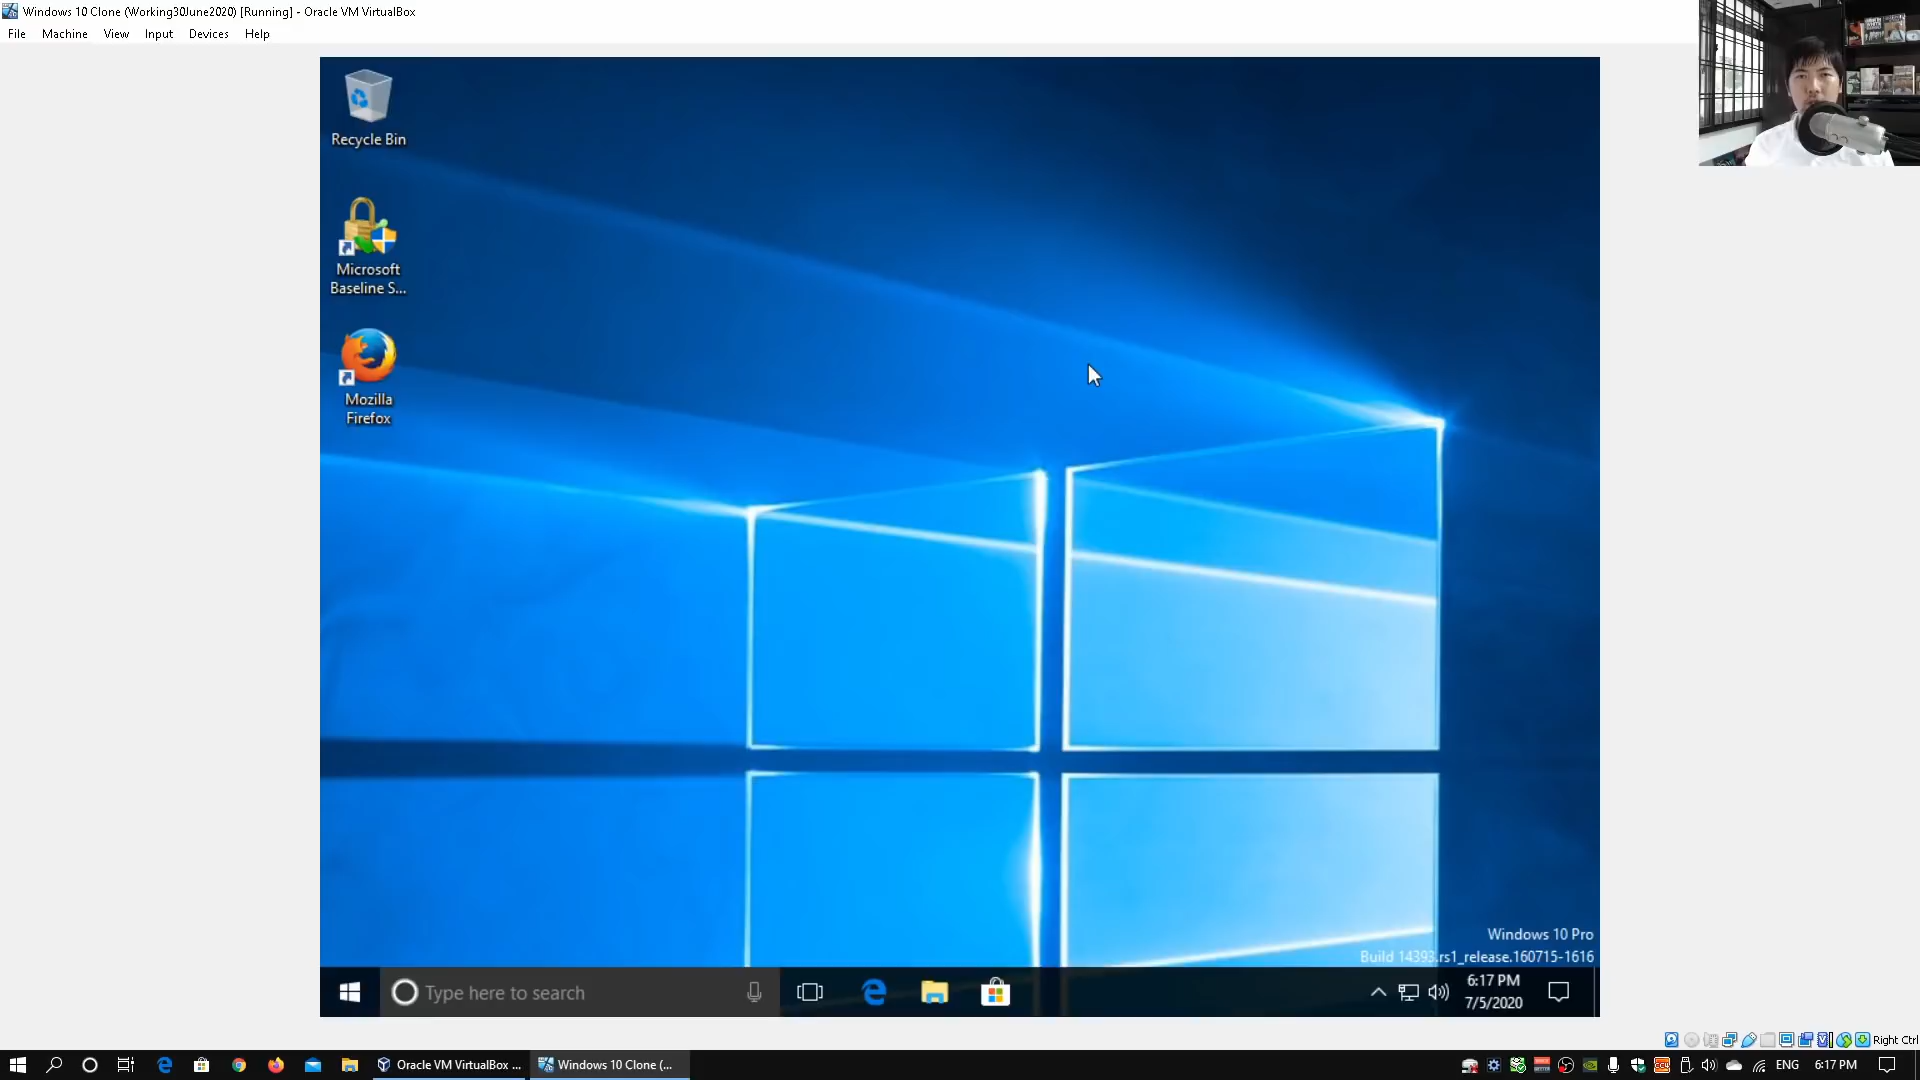 Windows 10 Clone (Working30June2020) [Running] - Oracle VM VirtualBox
File Machine View Input Devices Help
Recycle Bin
Microsoft
Baseline S...
Mozilla
Firefox
Windows 10 Pro
Build 14393.rs1_release.160715-1616
Type here to search
6:17 PM
7/5/2020
Right Ctrl
Oracle VM VirtualBox ...
Windows 10 Clone (...
ENG
6:17 PM